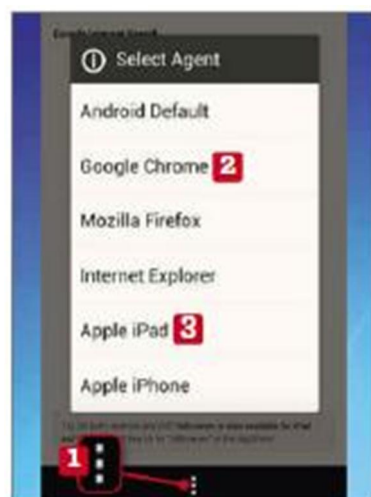 Select Agent
Android Default
Google Chrome 2
Mozilla Firefox
Internet Explorer
Apple iPad 3
Apple iPhone
1